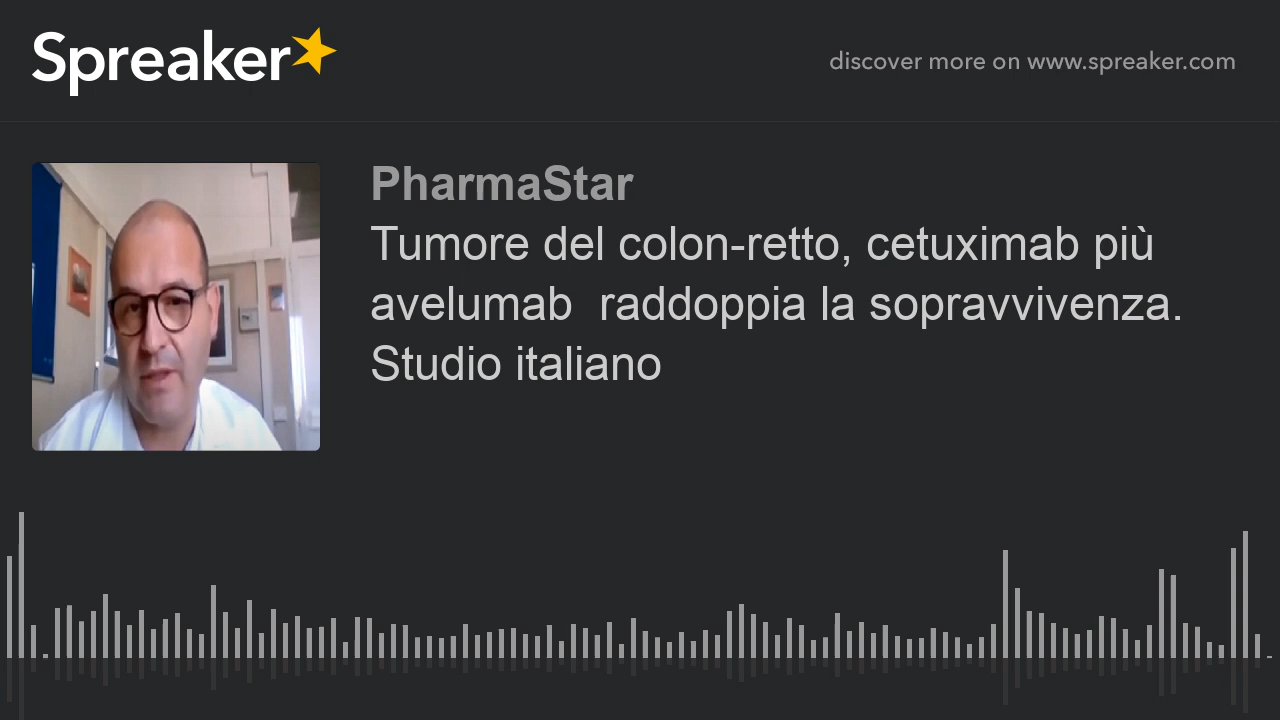 Spreaker
discover more on www.spreaker.com
PharmaStar
Tumore del colon-retto, cetuximab più
avelumab  raddoppia la sopravvivenza.
Studio italiano